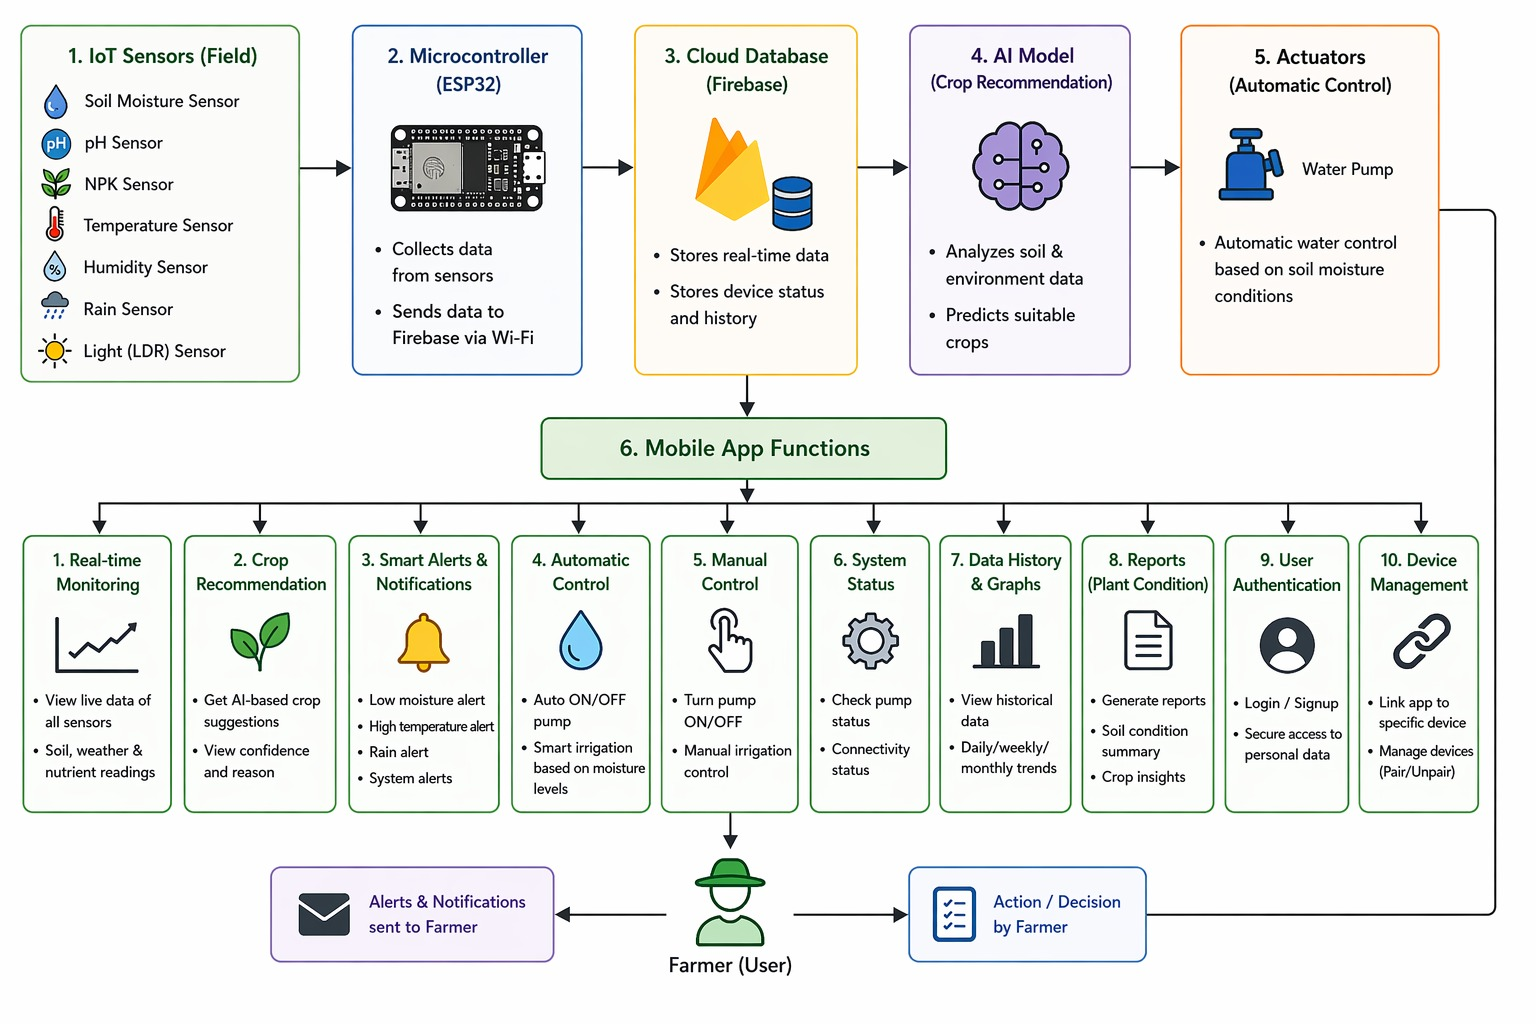 1. IoT Sensors (Field)
Soil Moisture Sensor
pH
pH Sensor
NPK Sensor
Temperature Sensor
%
Humidity Sensor
Rain Sensor
Light (LDR) Sensor
2. Microcontroller
(ESP32)
• Collects data
from sensors
• Sends data to
Firebase via Wi-Fi
3. Cloud Database
(Firebase)
• Stores real-time data
• Stores device status
and history
4. AI Model
(Crop Recommendation)
• Analyzes soil &
environment data
• Predicts suitable
crops
5. Actuators
(Automatic Control)
Water Pump
• Automatic water control
based on soil moisture
conditions
6. Mobile App Functions
1. Real-time
Monitoring
• View live data of
all sensors
• Soil, weather &
nutrient readings
2. Crop
Recommendation
• Get AI-based crop
suggestions
• View confidence
and reason
3. Smart Alerts &
Notifications
• Low moisture alert
• High temperature alert
• Rain alert
• System alerts
4. Automatic
Control
• Auto ON/OFF
pump
• Smart irrigation
based on moisture
levels
5. Manual
Control
• Turn pump
ON/OFF
• Manual irrigation
control
6. System
Status
• Check pump
status
• Connectivity
status
7. Data History
& Graphs
• View historical
data
• Daily/weekly/
monthly trends
8. Reports
(Plant Condition)
• Generate reports
• Soil condition
summary
• Crop insights
9. User
Authentication
• Login / Signup
• Secure access to
personal data
10. Device
Management
• Link app to
specific device
• Manage devices
(Pair/Unpair)
Alerts & Notifications
sent to Farmer
Farmer (User)
Action / Decision
by Farmer